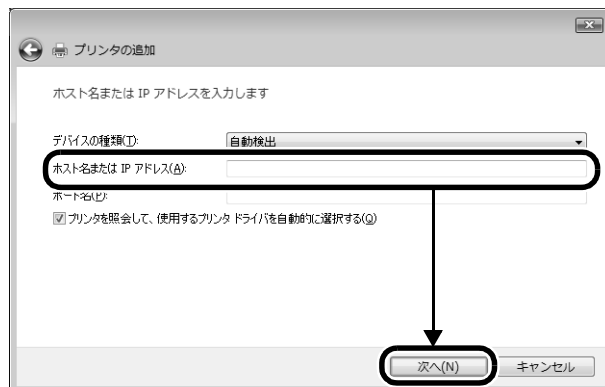 プリンタの追加
ホスト名または IP アドレスを入力します
デバイスの種類(T): 自動検出
ホスト名または IP アドレス(A):
ポート名(P):
プリンタを照会して、使用するプリンタ ドライバを自動的に選択する(Q)
次へ(N) キャンセル